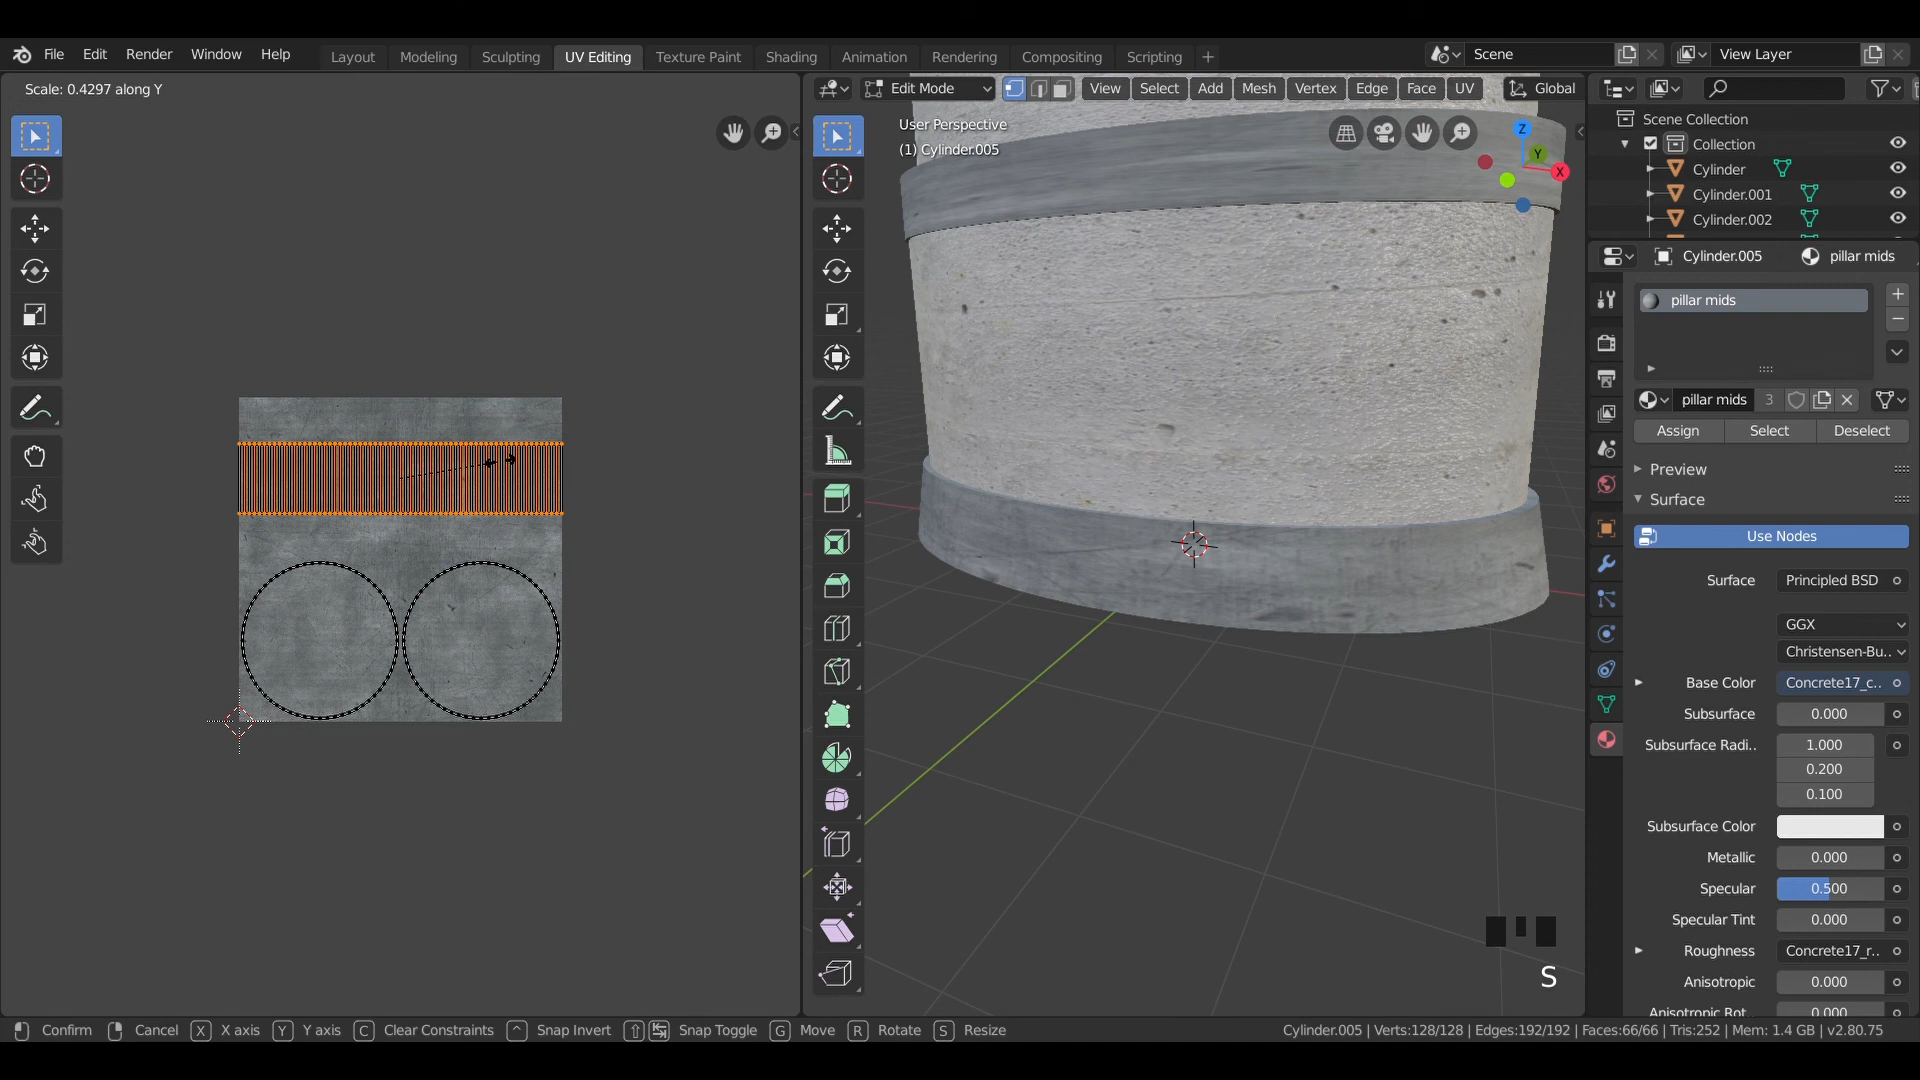 File Edit Render Window Help Layout Modeling Sculpting UV Editing Texture Paint Shading Animation Rendering Compositing Scripting + Scene View Layer
Scale: 0.4297 along Y
Edit Mode View Select Add Mesh Vertex Edge Face UV Global
User Perspective
(1) Cylinder.005
Z
Y
X
Scene Collection
Collection
Cylinder
Cylinder.001
Cylinder.002
Cylinder.005 pillar mids
pillar mids
pillar mids 3
Assign Select Deselect
Preview
Surface
Use Nodes
Surface Principled BSD
GGX
Christensen-Bu..
Base Color Concrete17_c..
Subsurface 0.000
Subsurface Radi.. 1.000
0.200
0.100
Subsurface Color
Metallic 0.000
Specular 0.500
Specular Tint 0.000
Roughness Concrete17_r..
Anisotropic 0.000
Anisotropic Rot.. 0.000
S
Confirm Cancel X X axis Y Y axis C Clear Constraints ^ Snap Invert Snap Toggle G Move R Rotate S Resize Cylinder.005 | Verts:128/128 | Edges:192/192 | Faces:66/66 | Tris:252 | Mem: 1.4 GB | v2.80.75